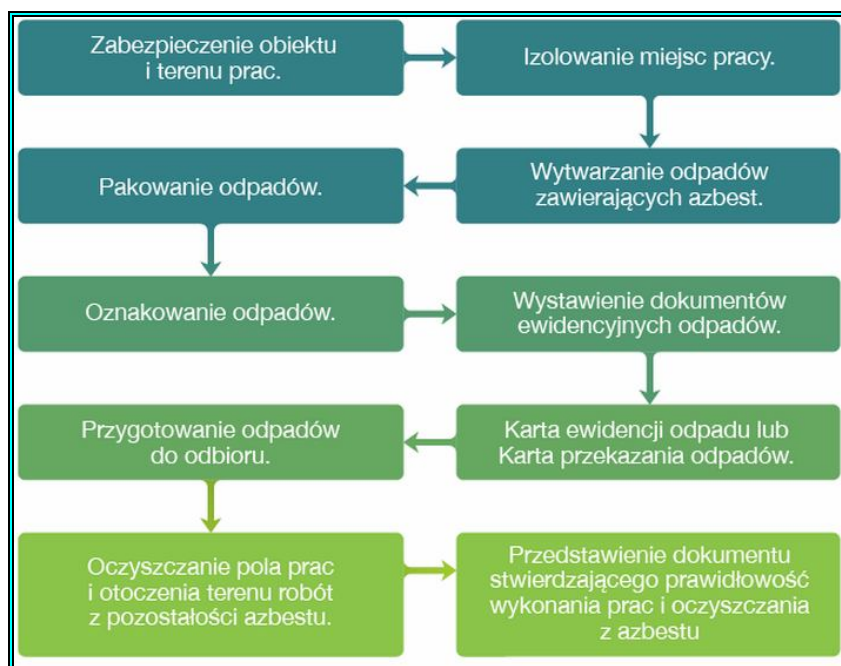 Zabezpieczenie obiektu
i terenu prac.
Izolowanie miejsc pracy.
Wytwarzanie odpadów
zawierających azbest.
Pakowanie odpadów.
Oznakowanie odpadów.
Wystawienie dokumentów
ewidencyjnych odpadów.
Karta ewidencji odpadu lub
Karta przekazania odpadów.
Przygotowanie odpadów
do odbioru.
Oczyszczanie pola prac
i otoczenia terenu robót
z pozostałości azbestu.
Przedstawienie dokumentu
stwierdzającego prawidłowość
wykonania prac i oczyszczania
z azbestu